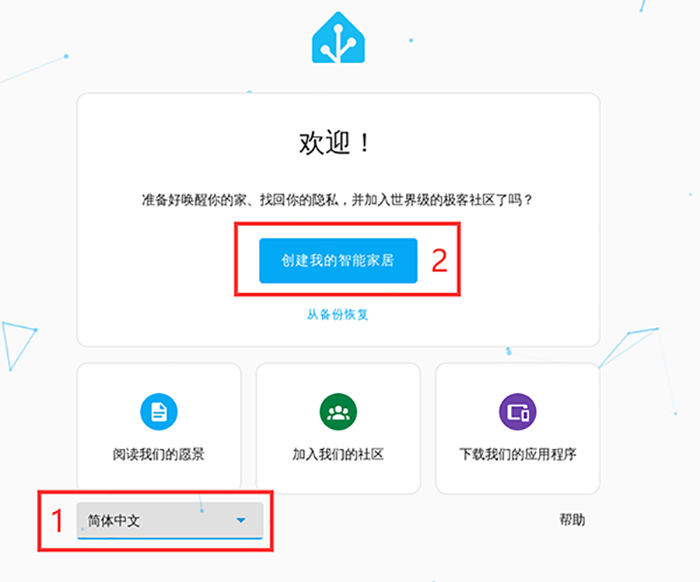 欢迎！
准备好唤醒你的家、找回你的隐私，并加入世界级的极客社区了吗？
创建我的智能家居
2
从备份恢复
阅读我们的愿景
加入我们的社区
下载我们的应用程序
1
简体中文
帮助